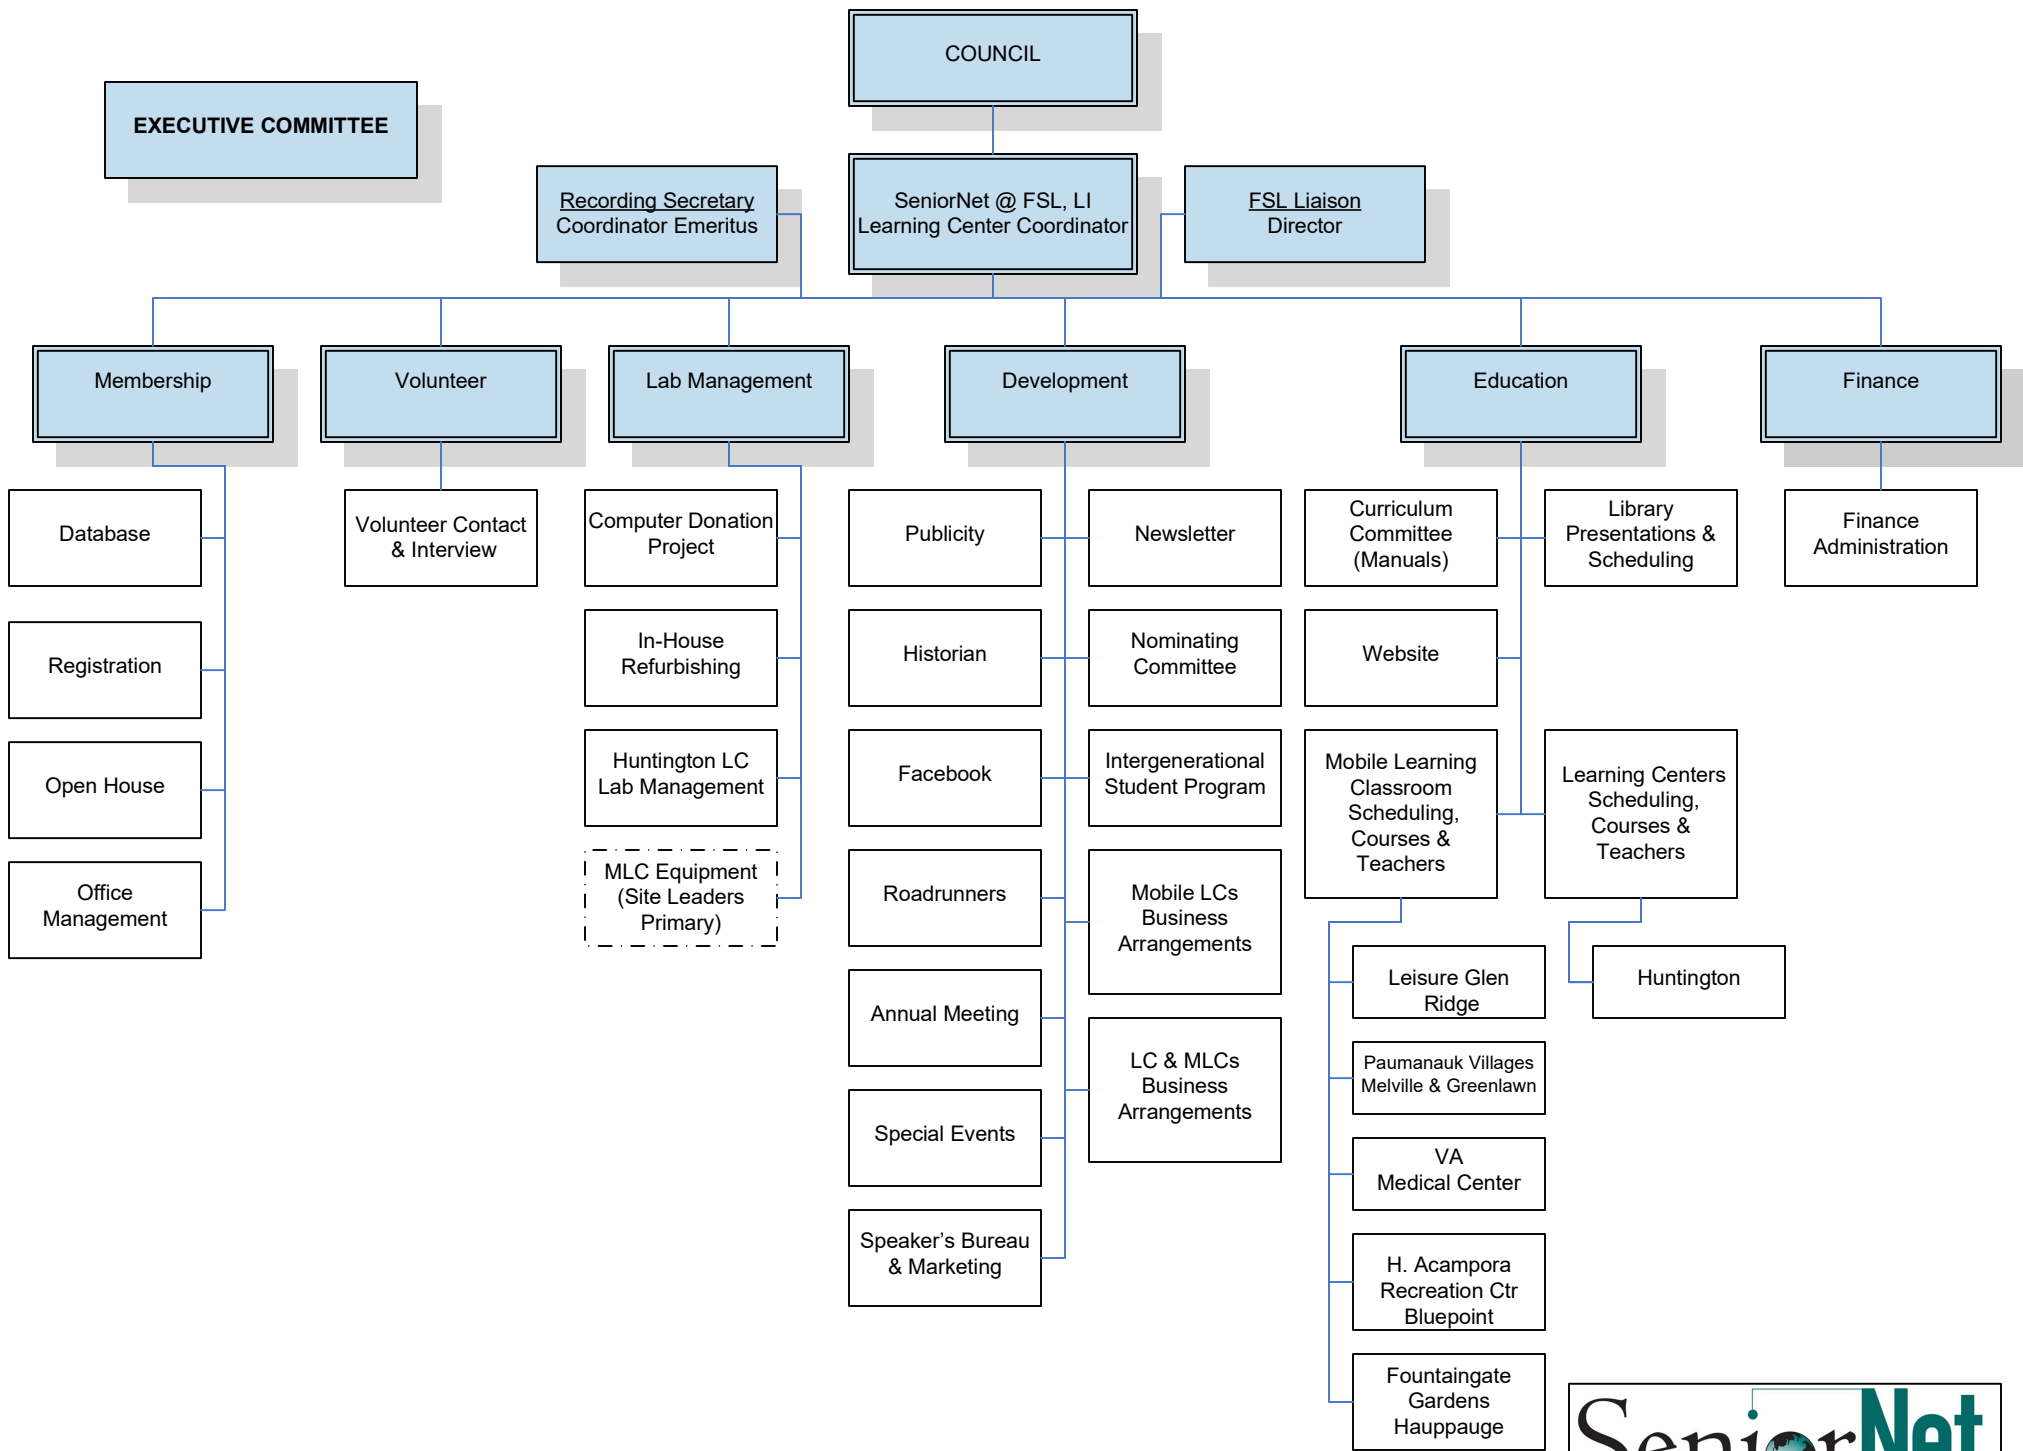 COUNCIL
EXECUTIVE COMMITTEE
Recording Secretary
Coordinator Emeritus
SeniorNet @ FSL, LI
Learning Center Coordinator
FSL Liaison
Director
Membership
Volunteer
Lab Management
Development
Education
Finance
Database
Registration
Open House
Office
Management
Volunteer Contact
& Interview
Computer Donation
Project
In-House
Refurbishing
Huntington LC
Lab Management
MLC Equipment
(Site Leaders
Primary)
Publicity
Historian
Facebook
Roadrunners
Annual Meeting
Special Events
Speaker’s Bureau
& Marketing
Newsletter
Nominating
Committee
Intergenerational
Student Program
Mobile LCs
Business
Arrangements
LC & MLCs
Business
Arrangements
Curriculum
Committee
(Manuals)
Website
Mobile Learning
Classroom
Scheduling,
Courses &
Teachers
Leisure Glen
Ridge
Paumanauk Villages
Melville & Greenlawn
VA
Medical Center
H. Acampora
Recreation Ctr
Bluepoint
Fountaingate
Gardens
Hauppauge
Library
Presentations &
Scheduling
Learning Centers
Scheduling,
Courses &
Teachers
Huntington
Finance
Administration
SeniorNet